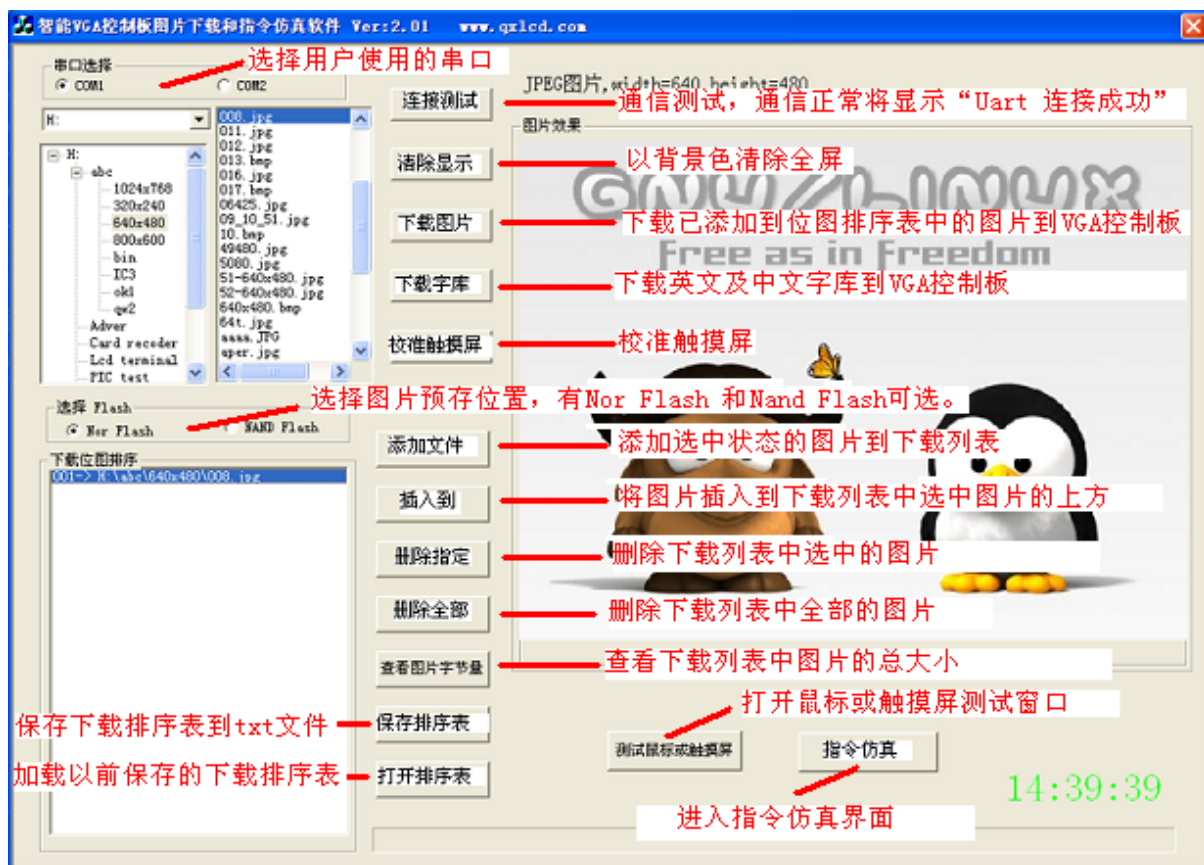 智能VGA控制板图片下载和指令仿真软件 Ver:2.01 www.qxlcd.com
串口选择
选择用户使用的串口
COM1
COM2
连接测试
JPEG图片,width=640,height=480
通信测试，通信正常将显示“Uart 连接成功”
H:
图片效果
008.jpg
011.jpg
012.jpg
013.bmp
016.jpg
017.bmp
06425.jpg
09_10_51.jpg
10.bmp
49480.jpg
5080.jpg
51-640x480.jpg
52-640x480.jpg
640x480.bmp
64t.jpg
aaaa.JPG
aper.jpg
H:
abc
1024x768
320x240
640x480
800x600
bin
IC3
ok1
qw2
Adver
Card recoder
Lcd terminal
PIC test
清除显示
以背景色清除全屏
GNU/LINUX
下载图片
下载已添加到位图排序表中的图片到VGA控制板
Free as in Freedom
下载字库
下载英文及中文字库到VGA控制板
校准触摸屏
校准触摸屏
选择 Flash
选择图片预存位置，有Nor Flash 和Nand Flash可选。
Nor Flash
NAND Flash
添加文件
添加选中状态的图片到下载列表
下载位图排序
001-> H:\abc\640x480\008.jpg
插入到
将图片插入到下载列表中选中图片的上方
删除指定
删除下载列表中选中的图片
删除全部
删除下载列表中全部的图片
查看图片字节量
查看下载列表中图片的总大小
打开鼠标或触摸屏测试窗口
保存下载排序表到txt文件
保存排序表
测试鼠标或触摸屏
指令仿真
加载以前保存的下载排序表
打开排序表
14:39:39
进入指令仿真界面